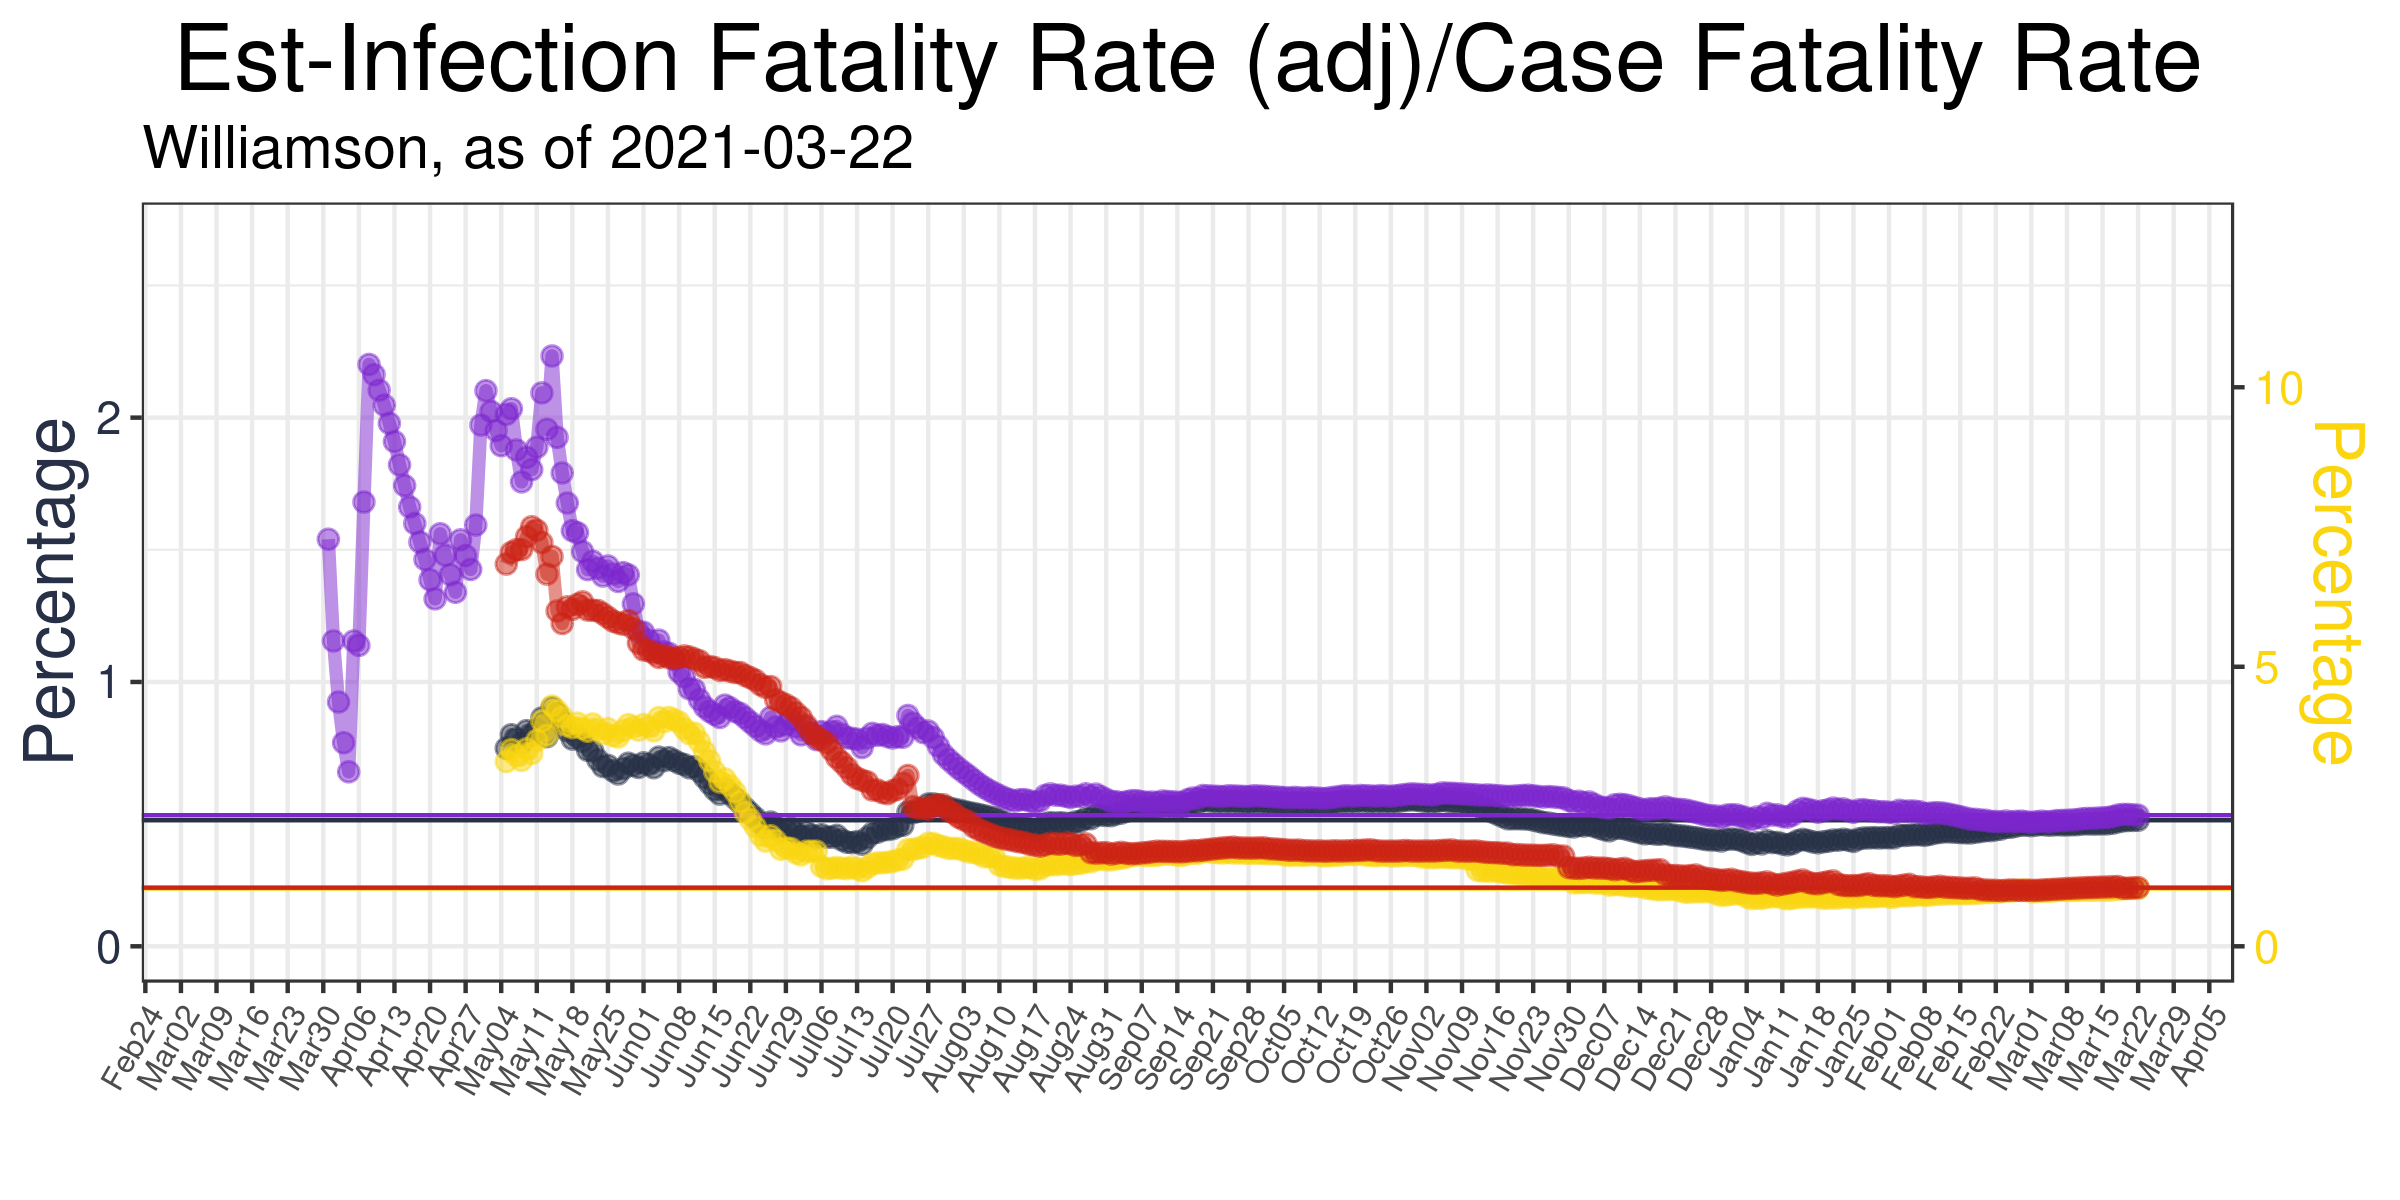 Est-Infection Fatality Rate (adj)/Case Fatality Rate
Williamson, as of 2021-03-22
Percentage
2
1
0
10
5
0
Percentage
Feb24
Mar02
Mar09
Mar16
Mar23
Mar30
Apr06
Apr13
Apr20
Apr27
May04
May11
May18
May25
Jun01
Jun08
Jun15
Jun22
Jun29
Jul06
Jul13
Jul20
Jul27
Aug03
Aug10
Aug17
Aug24
Aug31
Sep07
Sep14
Sep21
Sep28
Oct05
Oct12
Oct19
Oct26
Nov02
Nov09
Nov16
Nov23
Nov30
Dec07
Dec14
Dec21
Dec28
Jan04
Jan11
Jan18
Jan25
Feb01
Feb08
Feb15
Feb22
Mar01
Mar08
Mar15
Mar22
Mar29
Apr05